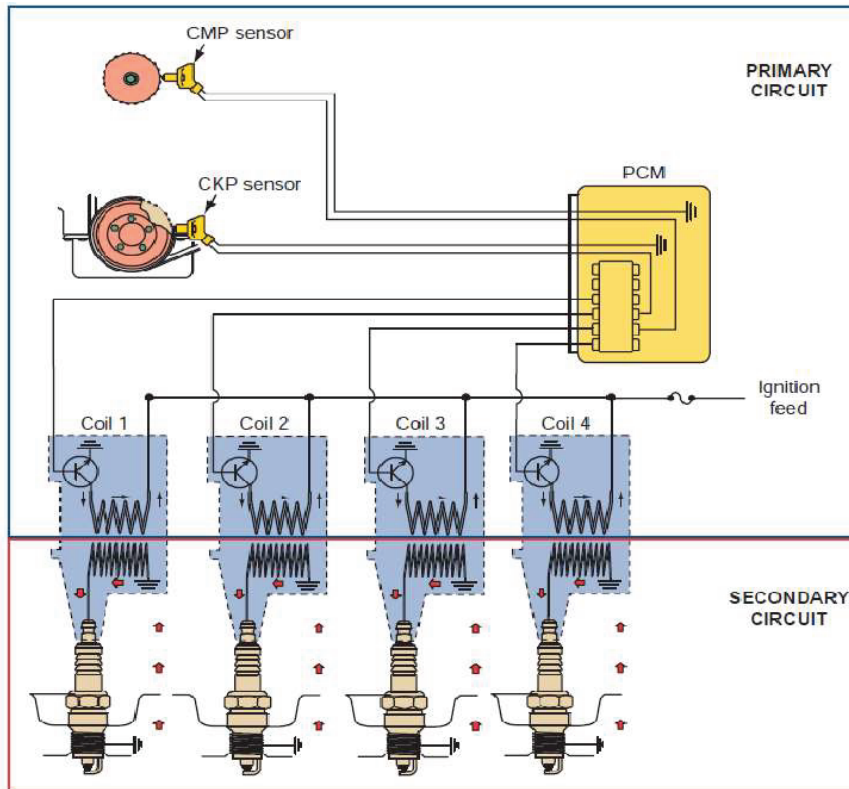 CMP sensor
PRIMARY
CIRCUIT
PCM
CKP sensor
Ignition
feed
Coil 1
Coil 2
Coil 3
Coil 4
SECONDARY
CIRCUIT